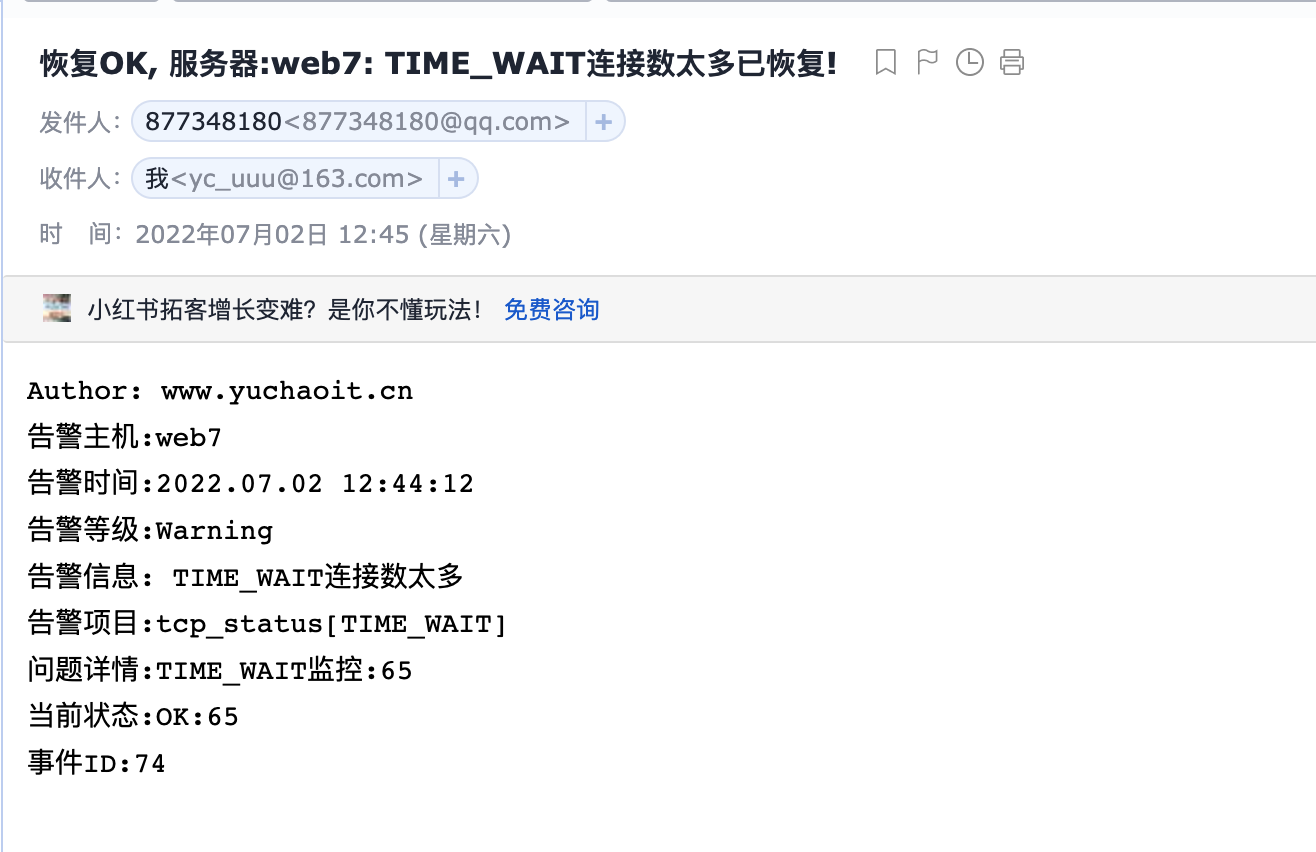 恢复OK, 服务器:web7: TIME_WAIT连接数太多已恢复!
发件人: 877348180<877348180@qq.com> +
收件人: 我<yc_uuu@163.com> +
时 间: 2022年07月02日 12:45 (星期六)
小红书拓客增长变难？是你不懂玩法！ 免费咨询
Author: www.yuchaoit.cn
告警主机:web7
告警时间:2022.07.02 12:44:12
告警等级:Warning
告警信息: TIME_WAIT连接数太多
告警项目:tcp_status[TIME_WAIT]
问题详情:TIME_WAIT监控:65
当前状态:OK:65
事件ID:74